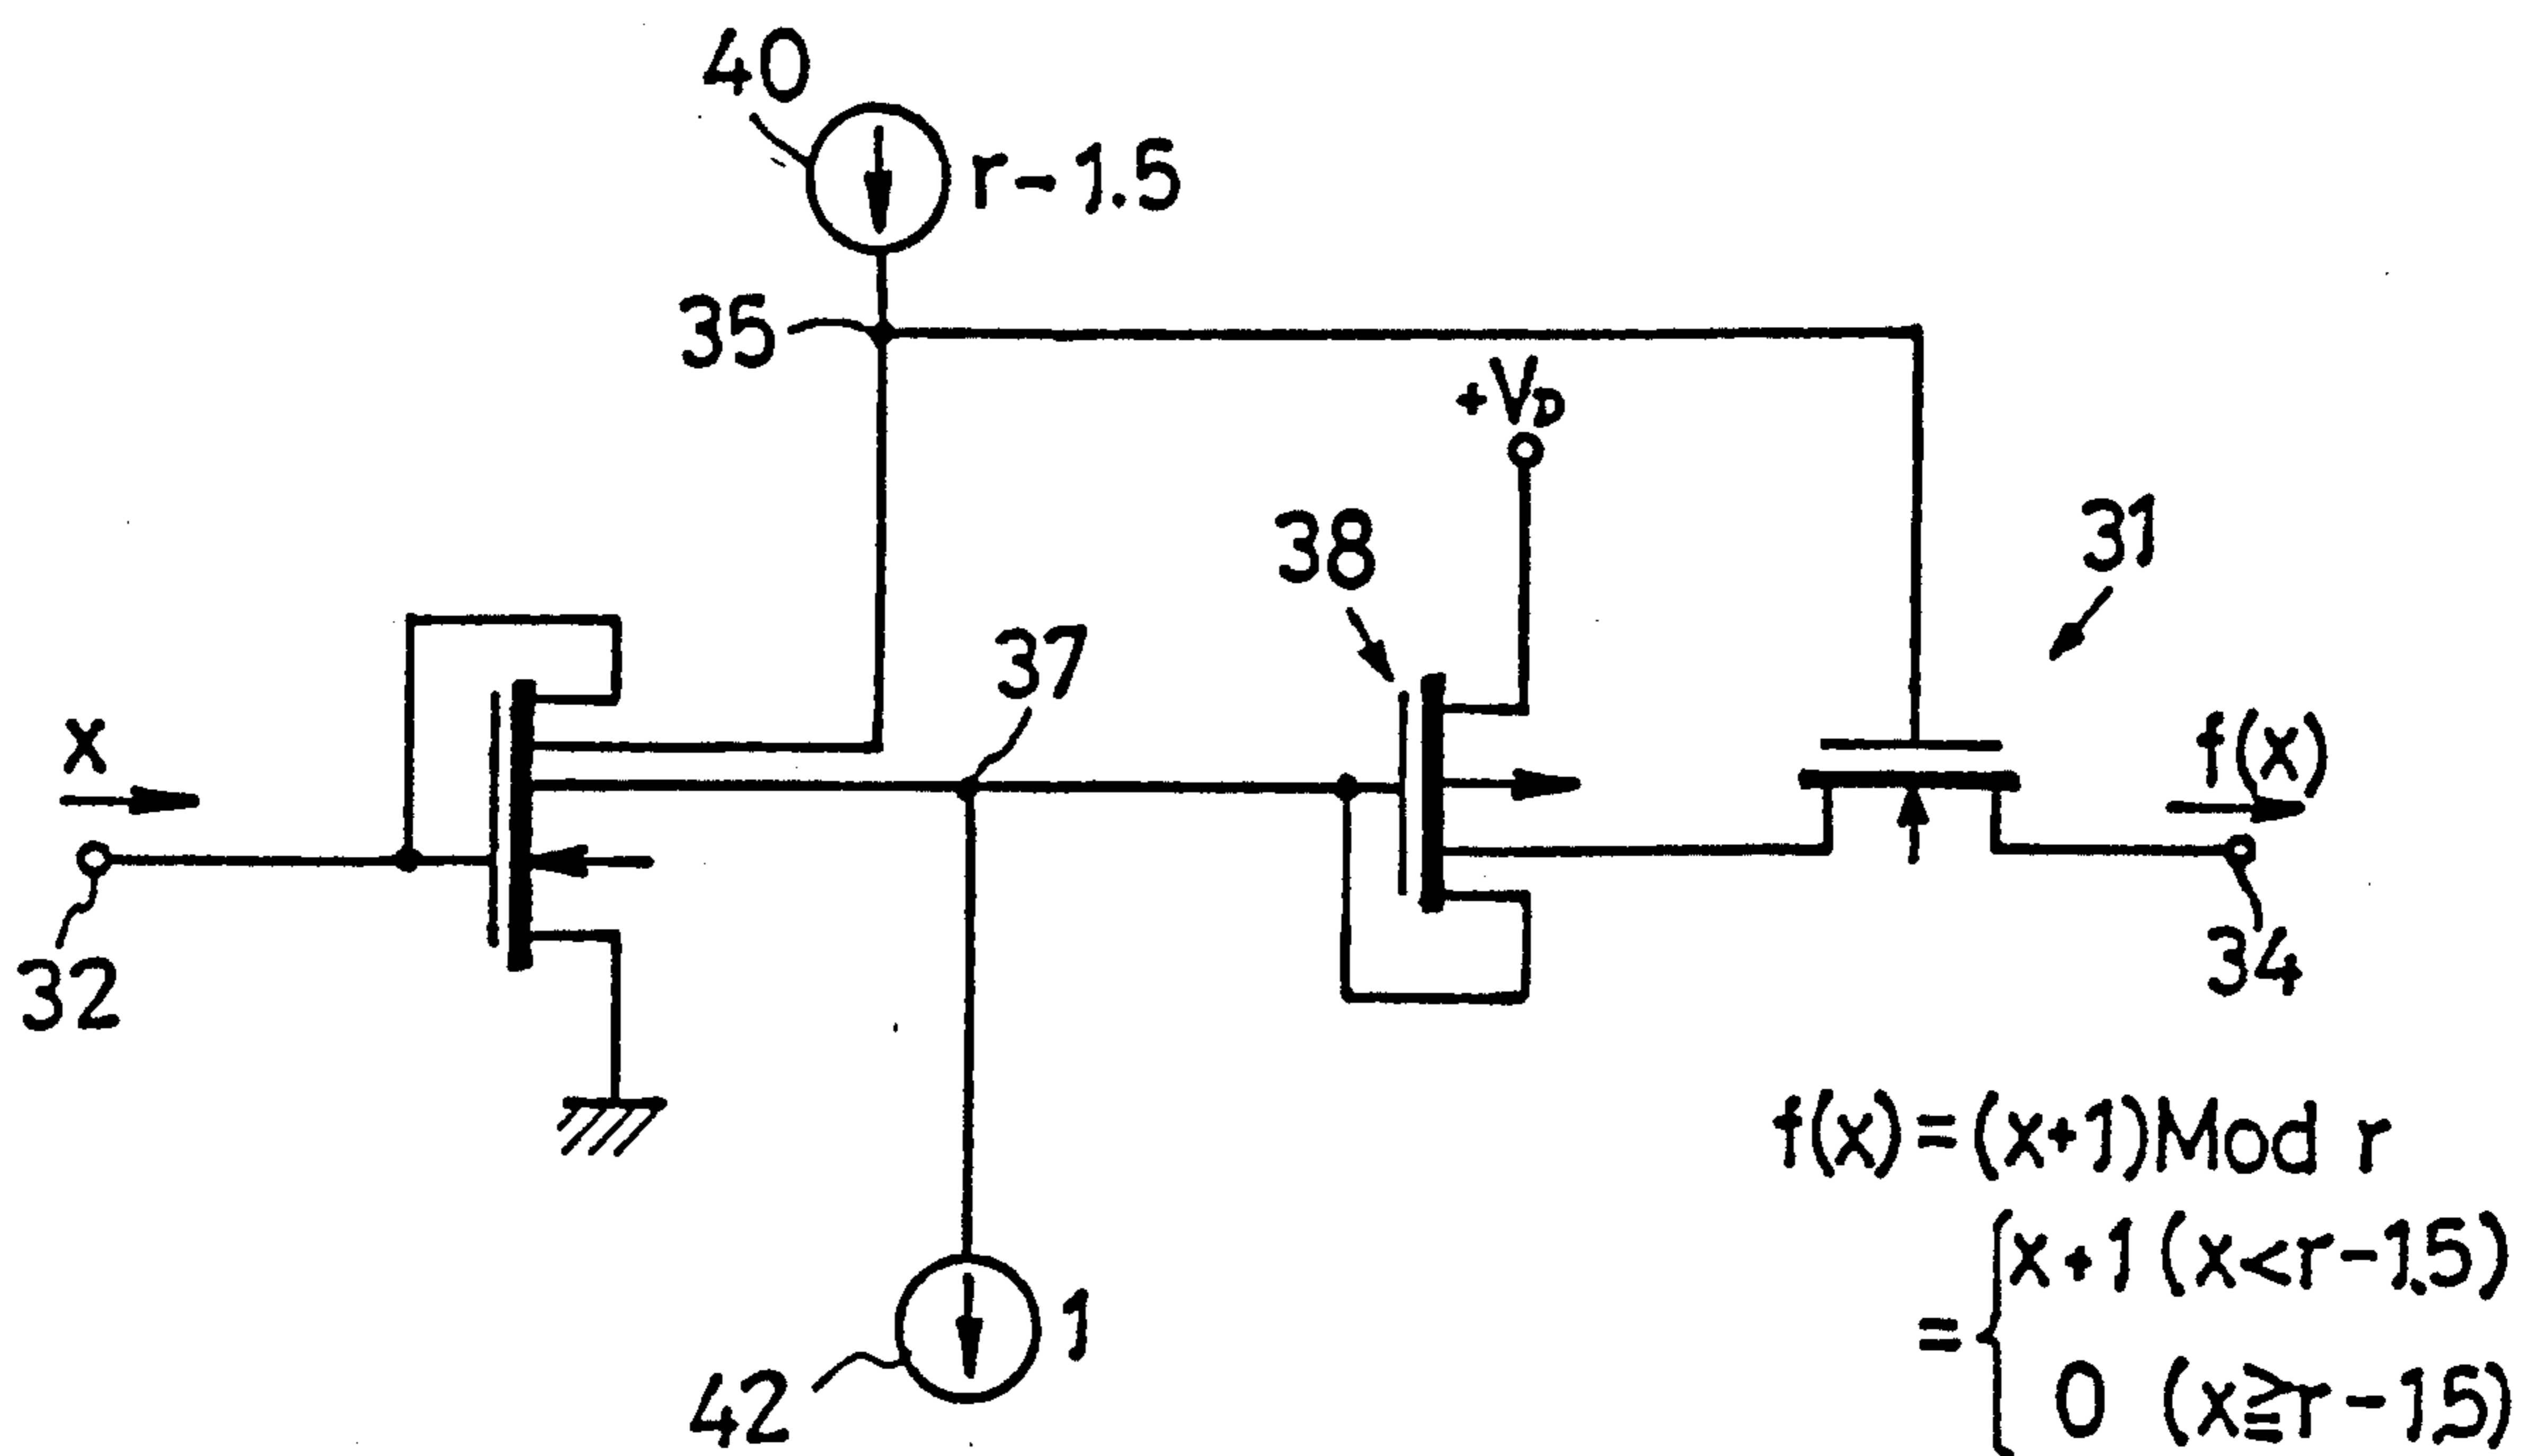 40
r-1.5
35
+VD
38
31
37
x
f(x)
32
34
f(x)=(x+1)Mod r
={x+1 (x<r-1.5)
0 (x≧r-1.5)
1
42